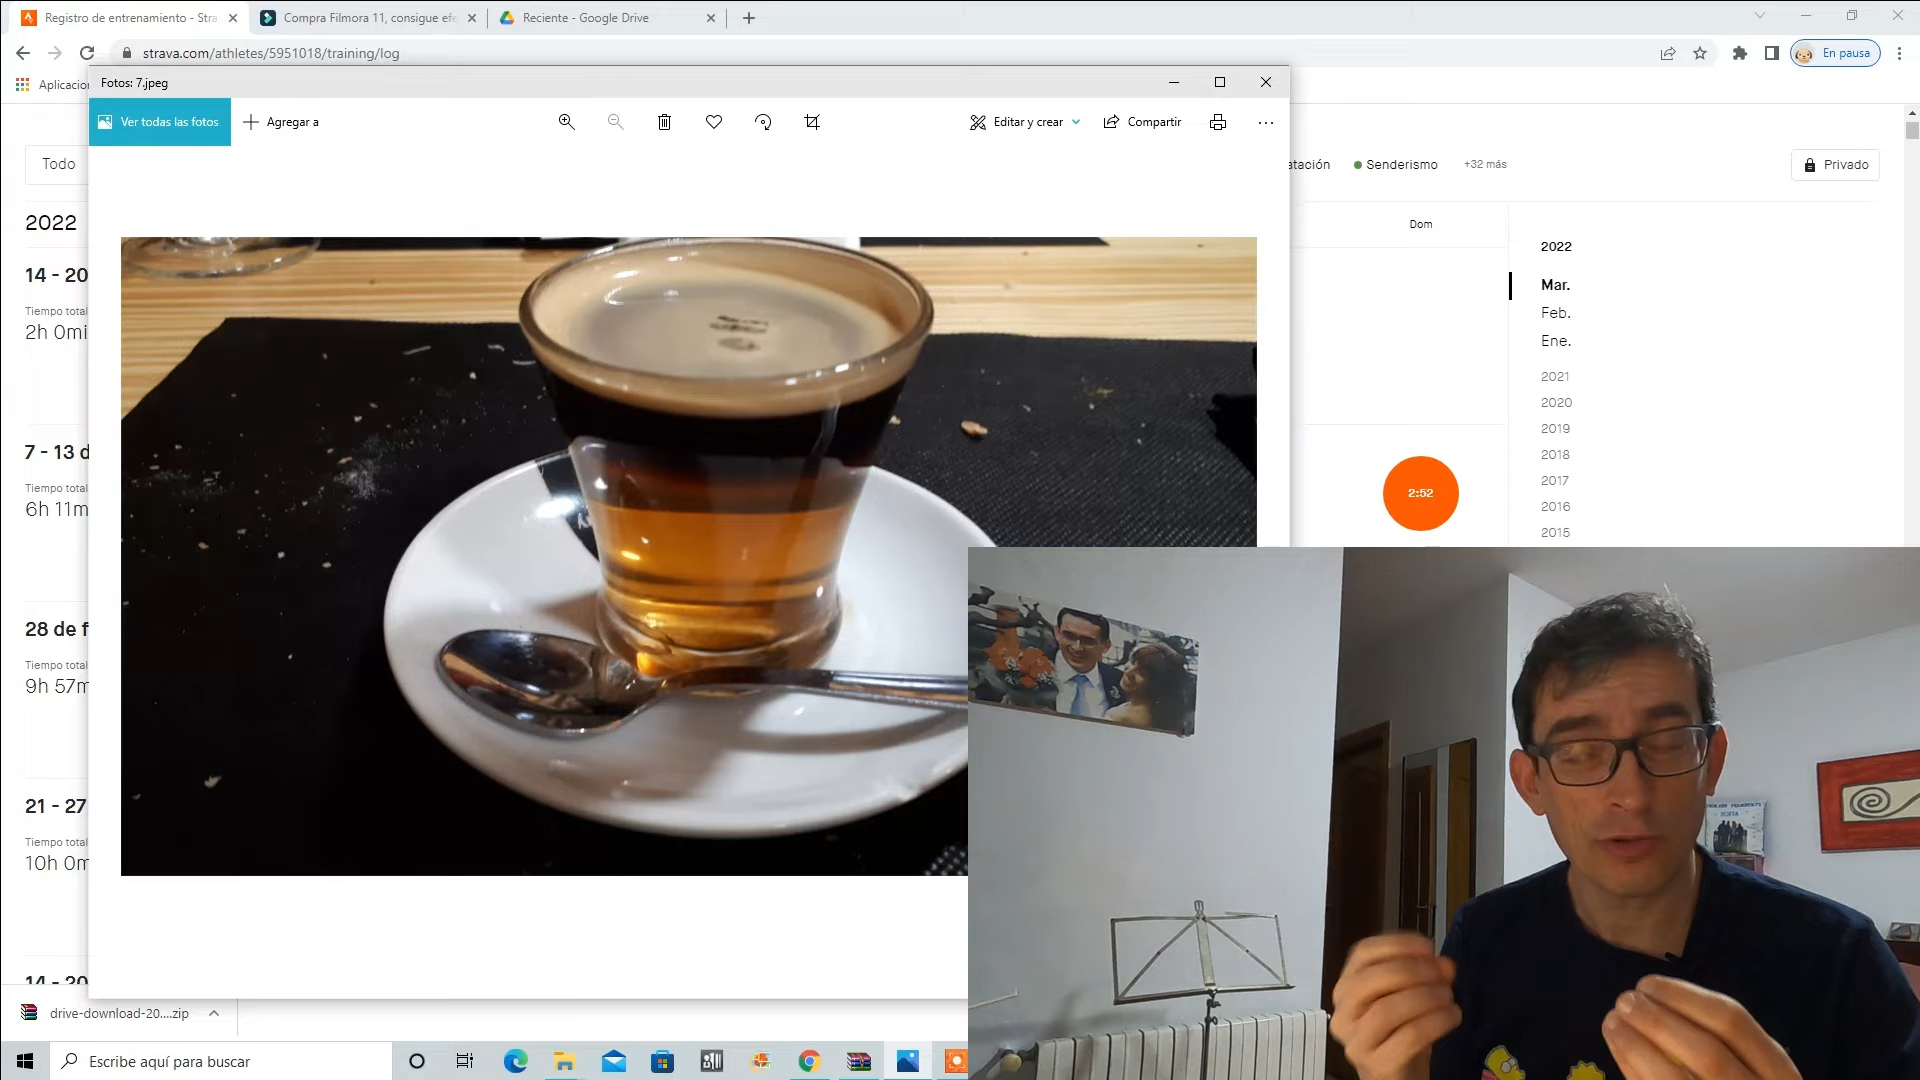 Registro de entrenamiento - Stra
Compra Filmora 11, consigue efe
Reciente - Google Drive
strava.com/athletes/5951018/training/log
En pausa
Aplicacio
Fotos: 7.jpeg
Ver todas las fotos
Agregar a
Editar y crear
Compartir
Todo
atación
Senderismo
+32 más
Privado
2022
Dom
2022
14 - 20
Tiempo total
2h 0mi
Mar.
Feb.
Ene.
2021
2020
2019
2018
2017
2016
2015
7 - 13 d
Tiempo total
6h 11m
2:52
28 de f
Tiempo total
9h 57m
21 - 27
Tiempo total
10h 0m
14 - 20
drive-download-20....zip
Escribe aquí para buscar